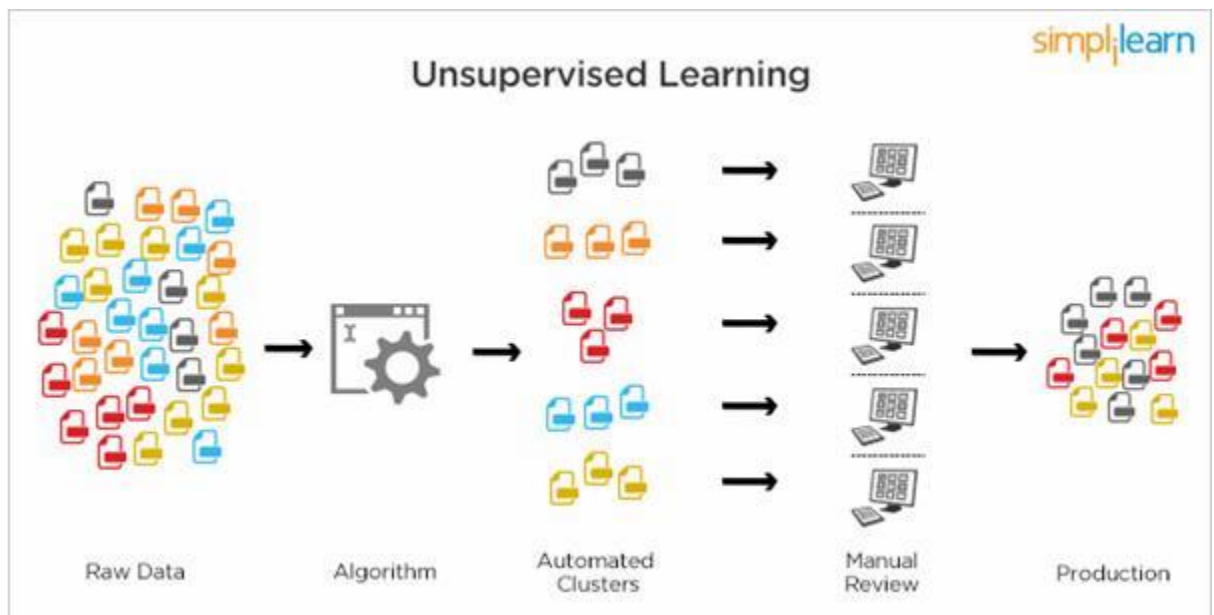 simplilearn
Unsupervised Learning
Raw Data
Algorithm
Automated
Clusters
Manual
Review
Production